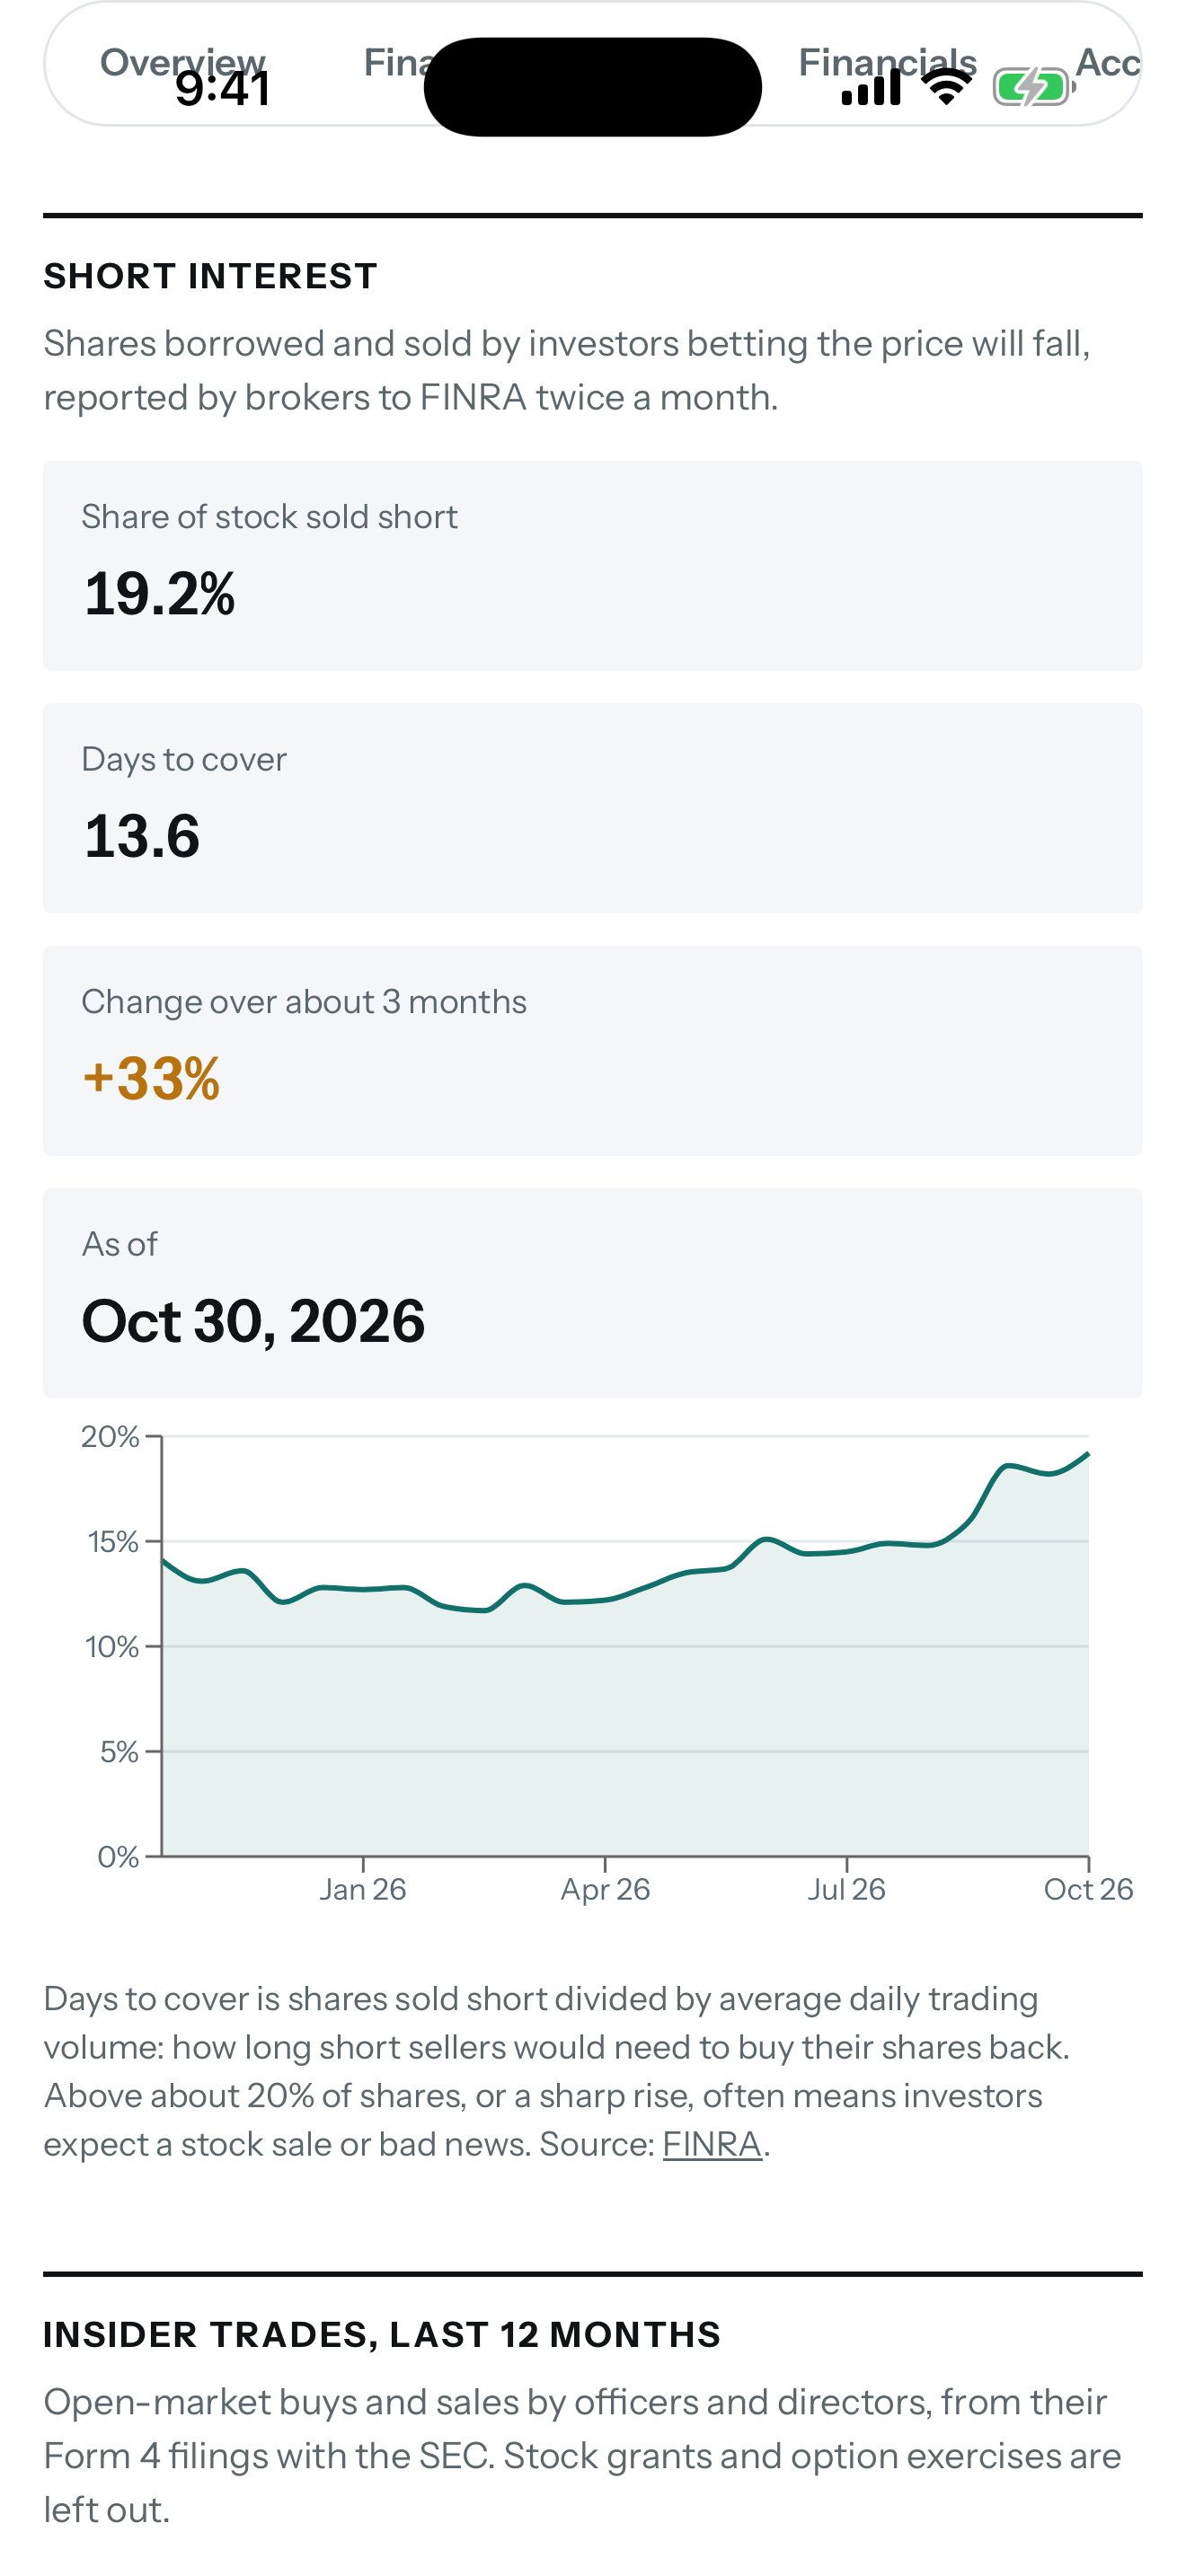 Overview
Financials
9:41
SHORT INTEREST
Shares borrowed and sold by investors betting the price will fall,
reported by brokers to FINRA twice a month.
Share of stock sold short
19.2%
Days to cover
13.6
Change over about 3 months
+33%
As of
Oct 30, 2026
20%
15%
10%
5%
0%
Jan 26 Apr 26 Jul 26 Oct 26
Days to cover is shares sold short divided by average daily trading
volume: how long short sellers would need to buy their shares back.
Above about 20% of shares, or a sharp rise, often means investors
expect a stock sale or bad news. Source: FINRA.
INSIDER TRADES, LAST 12 MONTHS
Open-market buys and sales by officers and directors, from their
Form 4 filings with the SEC. Stock grants and option exercises are
left out.